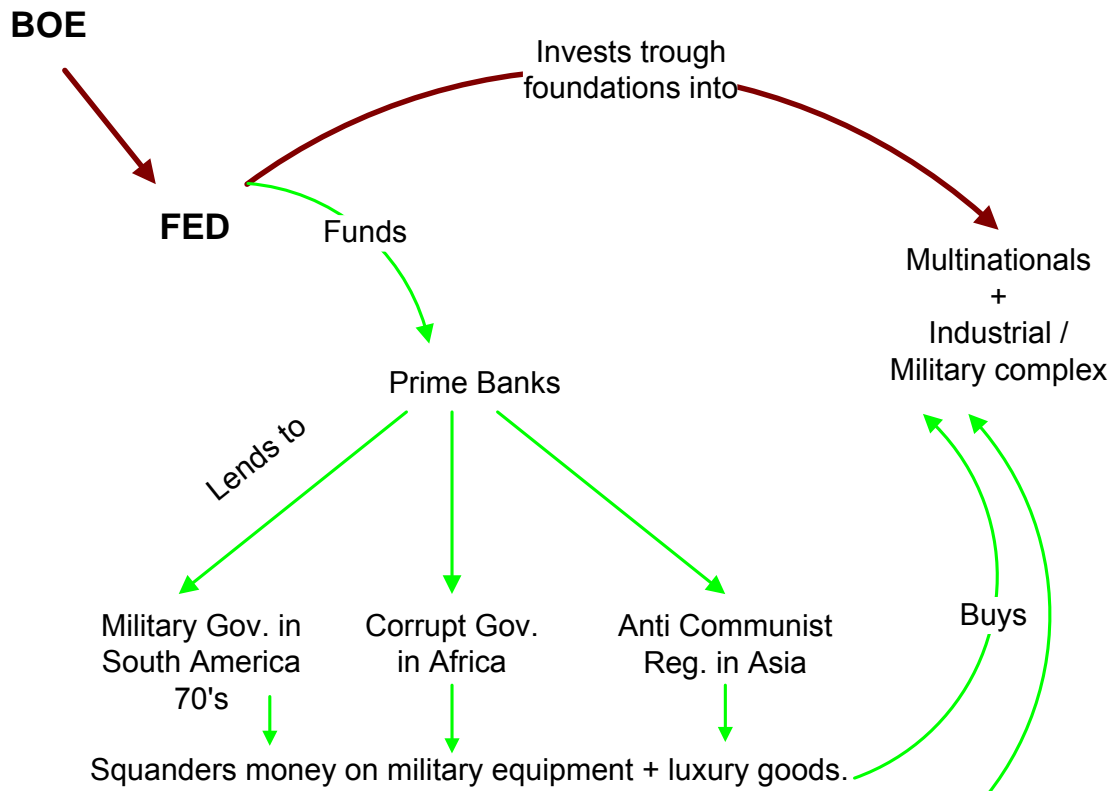 BOE
Invests trough
foundations into
FED
Funds
Multinationals
+
Industrial /
Military complex
Prime Banks
Lends to
Military Gov. in
South America
70's
Corrupt Gov.
in Africa
Anti Communist
Reg. in Asia
Buys
Squanders money on military equipment + luxury goods.